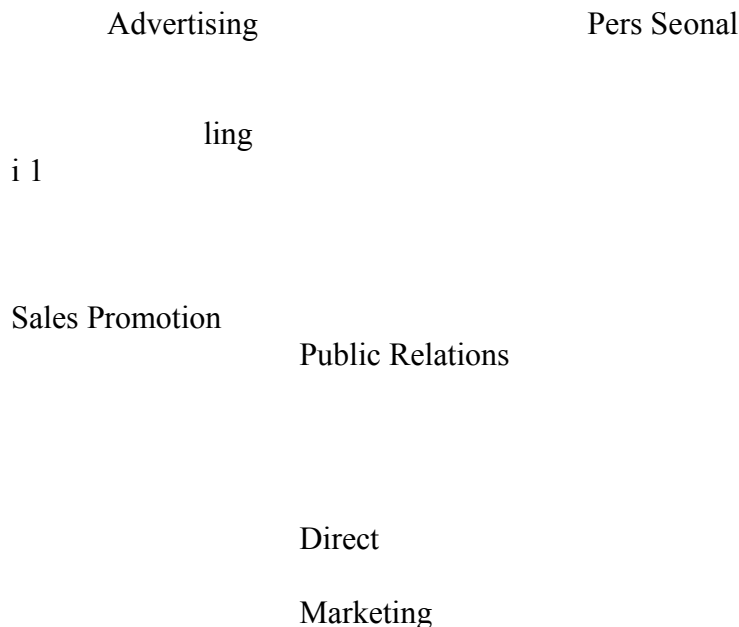 Advertising Pers Seonal
ling
i 1
Sales Promotion
Public Relations
Direct
Marketing